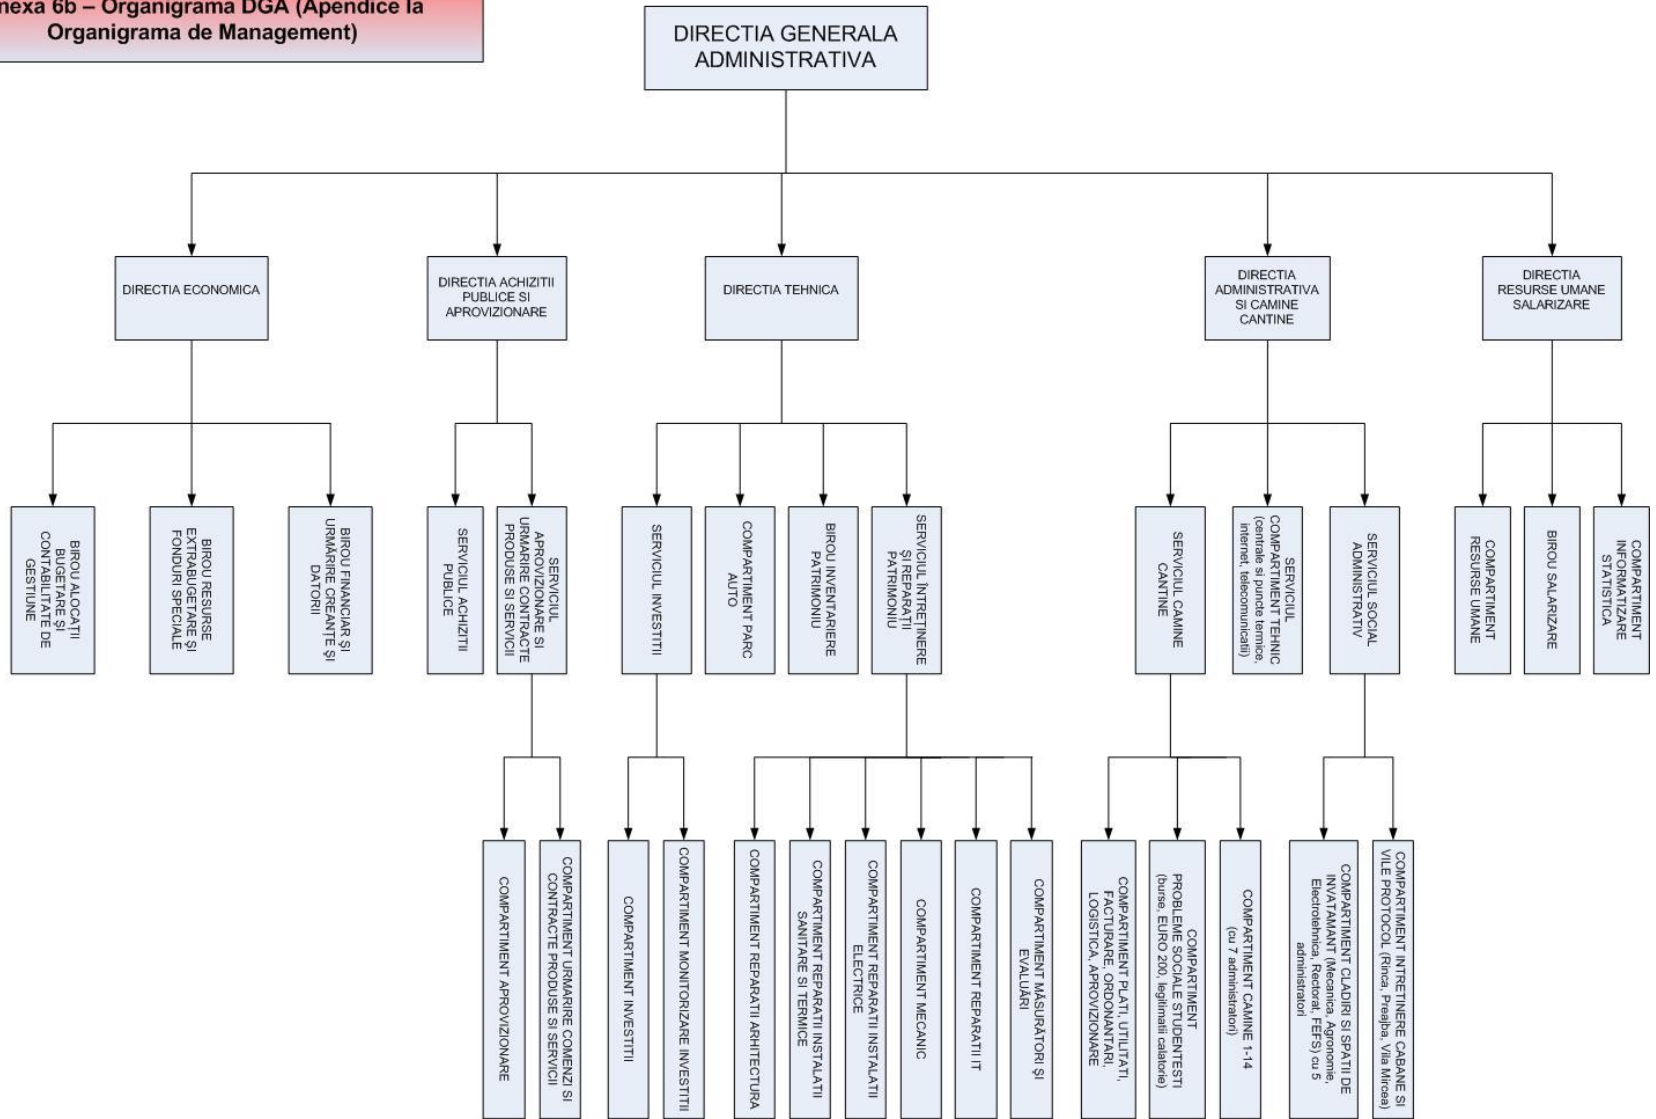 nexa 6b – Organigrama DGA (Apendice la
Organigrama de Management)
DIRECTIA GENERALA
ADMINISTRATIVA
DIRECTIA ECONOMICA
DIRECTIA ACHIZITII
PUBLICE SI
APROVIZIONARE
DIRECTIA TEHNICA
DIRECTIA
ADMINISTRATIVA
SI CAMINE
CANTINE
DIRECTIA
RESURSE UMANE
SALARIZARE
BIROU ALOCAȚII
BUGETARE ȘI
CONTABILITATE DE
GESTIUNE
BIROU RESURSE
EXTRABUGETARE ȘI
FONDURI SPECIALE
BIROU FINANCIAR ȘI
URMĂRIRE CREANȚE ȘI
DATORII
SERVICIUL ACHIZITII
PUBLICE
SERVICIUL
APROVIZIONARE SI
URMARIRE CONTRACTE
PRODUSE SI SERVICII
SERVICIUL INVESTITII
COMPARTIMENT PARC
AUTO
BIROU INVENTARIERE
PATRIMONIU
SERVICIUL ÎNTREȚINERE
ȘI REPARAȚII
PATRIMONIU
SERVICIUL CAMINE
CANTINE
SERVICIUL
COMPARTIMENT TEHNIC
(centrale si puncte termice,
internet, telecomunicatii)
SERVICIUL SOCIAL
ADMINISTRATIV
COMPARTIMENT
RESURSE UMANE
BIROU SALARIZARE
COMPARTIMENT
INFORMATIZARE
STATISTICA
COMPARTIMENT APROVIZIONARE
COMPARTIMENT URMARIRE COMENZI SI
CONTRACTE PRODUSE SI SERVICII
COMPARTIMENT INVESTITII
COMPARTIMENT MONITORIZARE INVESTITII
COMPARTIMENT REPARATII ARHITECTURA
COMPARTIMENT REPARATII INSTALATII
SANITARE SI TERMICE
COMPARTIMENT REPARATII INSTALATII
ELECTRICE
COMPARTIMENT MECANIC
COMPARTIMENT REPARATII IT
COMPARTIMENT MĂSURĂTORI ȘI
EVALUĂRI
COMPARTIMENT PLATI, UTILITATI,
FACTURARE, ORDONANTARI,
LOGISTICA, APROVIZIONARE
COMPARTIMENT
PROBLEME SOCIALE STUDENTESTI
(burse, EURO 200, legitimatii calatorie)
COMPARTIMENT CAMINE 1-14
(cu 7 administratori)
COMPARTIMENT CLADIRI SI SPATII DE
INVATAMANT (Mecanica, Agronomie,
Electrotehnica, Rectorat, FEFS) cu 5
administratori
COMPARTIMENT INTRETINERE CABANE SI
VILE PROTOCOL (Rinca, Preajba, Vila Mircea)